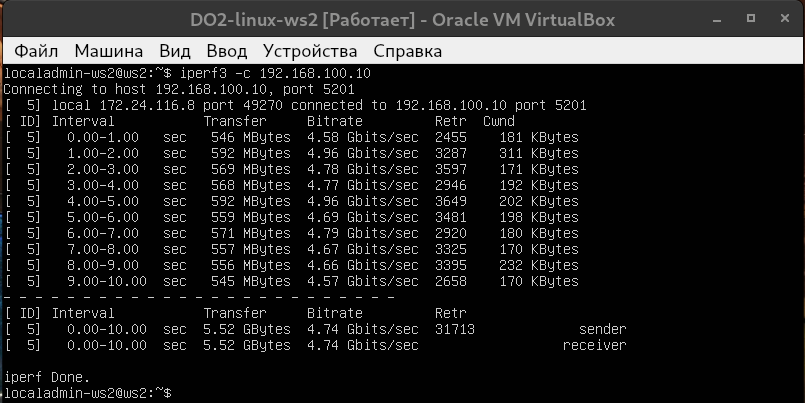 DO2-linux-ws2 [Работает] - Oracle VM VirtualBox
Файл Машина Вид Ввод Устройства Справка
localadmin-ws2@ws2:~$ iperf3 -c 192.168.100.10
Connecting to host 192.168.100.10, port 5201
[  5] local 172.24.116.8 port 49270 connected to 192.168.100.10 port 5201
[ ID] Interval           Transfer     Bitrate         Retr  Cwnd
[  5]   0.00-1.00   sec   546 MBytes  4.58 Gbits/sec  2455    181 KBytes
[  5]   1.00-2.00   sec   592 MBytes  4.96 Gbits/sec  3287    311 KBytes
[  5]   2.00-3.00   sec   569 MBytes  4.78 Gbits/sec  3597    171 KBytes
[  5]   3.00-4.00   sec   568 MBytes  4.77 Gbits/sec  2946    192 KBytes
[  5]   4.00-5.00   sec   592 MBytes  4.96 Gbits/sec  3649    202 KBytes
[  5]   5.00-6.00   sec   559 MBytes  4.69 Gbits/sec  3481    198 KBytes
[  5]   6.00-7.00   sec   571 MBytes  4.79 Gbits/sec  2920    180 KBytes
[  5]   7.00-8.00   sec   557 MBytes  4.67 Gbits/sec  3325    170 KBytes
[  5]   8.00-9.00   sec   556 MBytes  4.66 Gbits/sec  3395    232 KBytes
[  5]   9.00-10.00  sec   545 MBytes  4.57 Gbits/sec  2658    170 KBytes
- - - - - - - - - - - - - - - - - - - - - - - - -
[ ID] Interval           Transfer     Bitrate         Retr
[  5]   0.00-10.00  sec  5.52 GBytes  4.74 Gbits/sec  31713             sender
[  5]   0.00-10.00  sec  5.52 GBytes  4.74 Gbits/sec                  receiver
iperf Done.
localadmin-ws2@ws2:~$